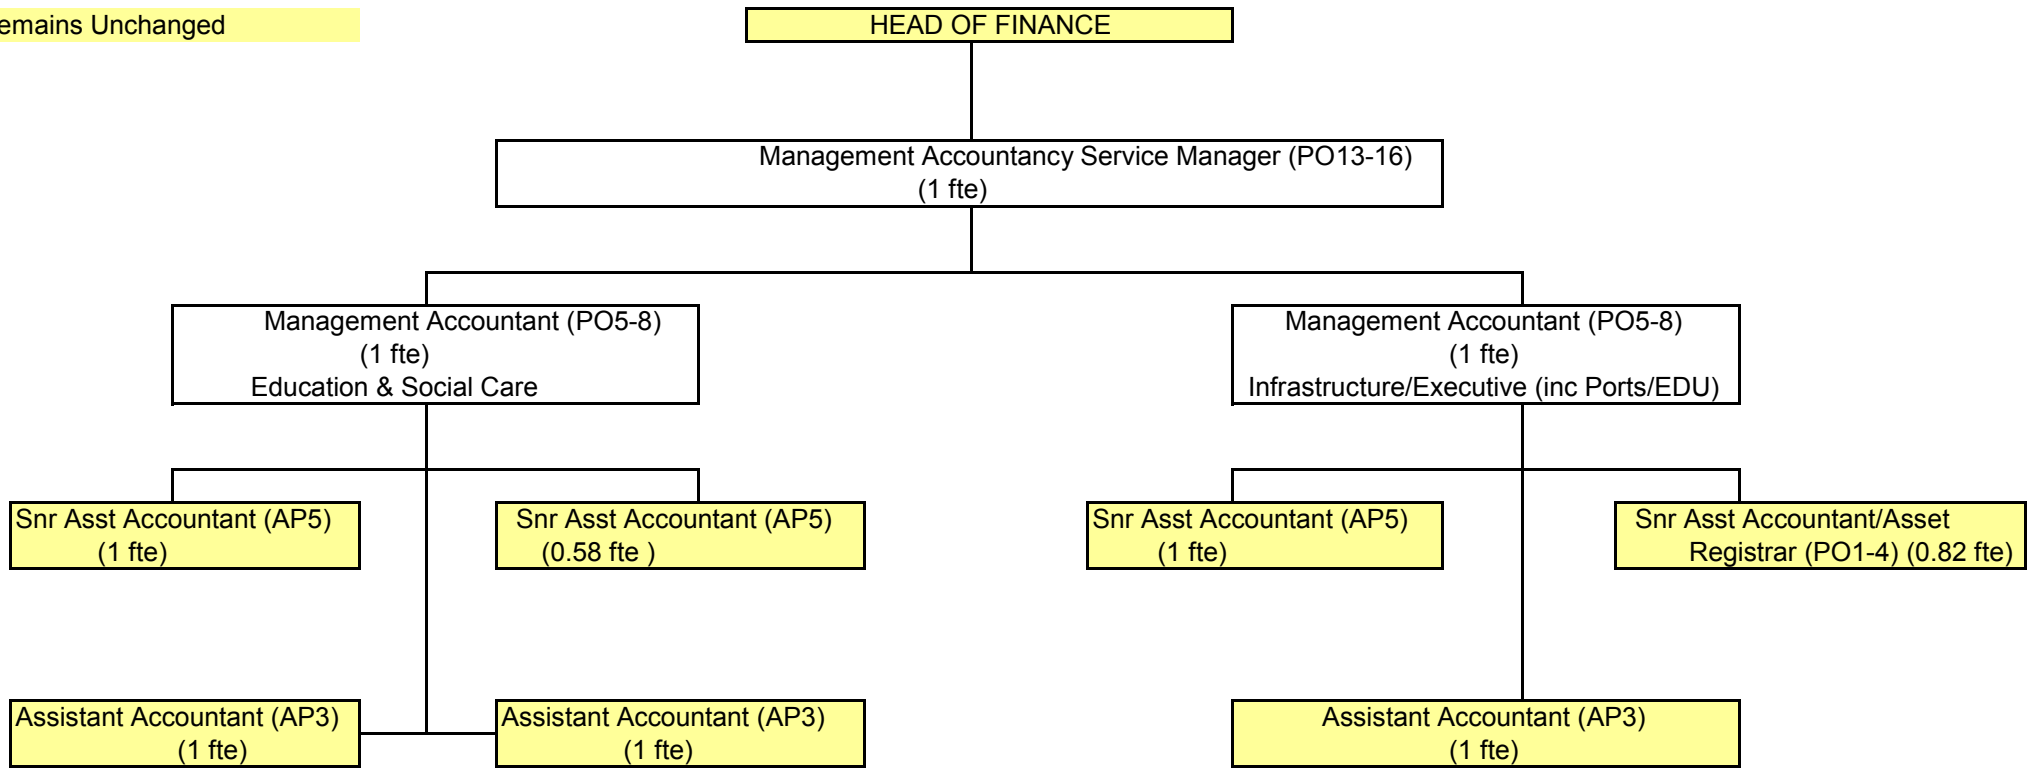 emains Unchanged
HEAD OF FINANCE
Management Accountancy Service Manager (PO13-16)
(1 fte)
Management Accountant (PO5-8)
(1 fte)
Education & Social Care
Management Accountant (PO5-8)
(1 fte)
Infrastructure/Executive (inc Ports/EDU)
Snr Asst Accountant (AP5)
(1 fte)
Snr Asst Accountant (AP5)
(0.58 fte )
Snr Asst Accountant (AP5)
(1 fte)
Snr Asst Accountant/Asset
Registrar (PO1-4) (0.82 fte)
Assistant Accountant (AP3)
(1 fte)
Assistant Accountant (AP3)
(1 fte)
Assistant Accountant (AP3)
(1 fte)